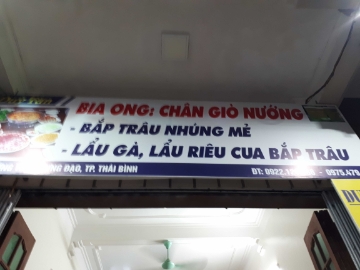 BIA ONG: CHÂN GIÒ NƯỚNG
- BẮP TRÂU NHÚNG MẺ
- LẨU GÀ, LẨU RIÊU CUA BẮP TRÂU
ĐẠO, TP. THÁI BÌNH